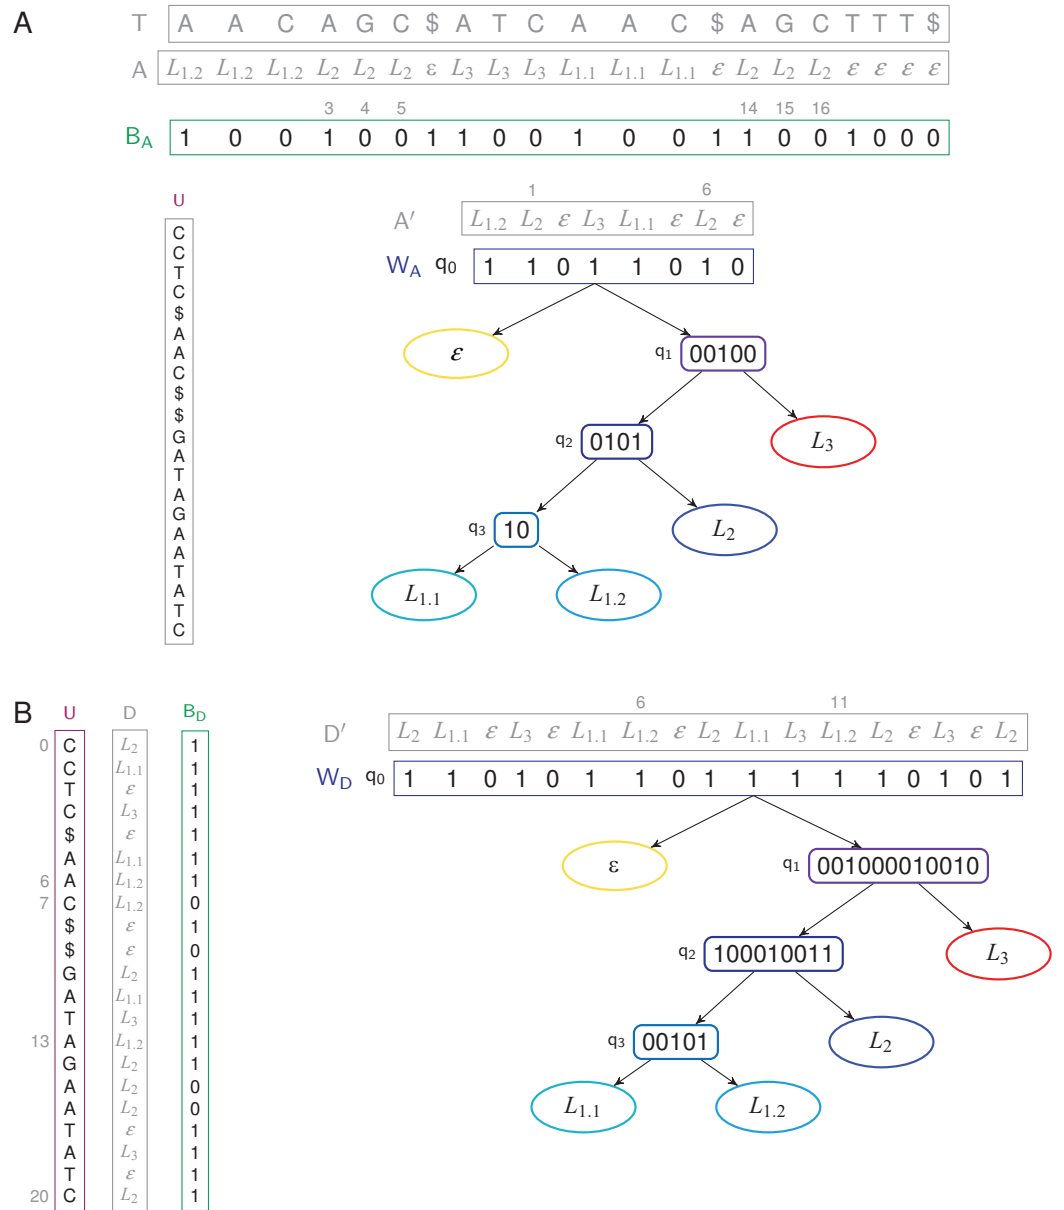 A
T A A C A G C $ A T C A A C $ A G C T T T $
A L1.2 L1.2 L1.2 L2 L2 L2 ε L3 L3 L3 L1.1 L1.1 L1.1 ε L2 L2 L2 ε ε ε ε
3 4 5 14 15 16
BA 1 0 0 1 0 0 1 1 0 0 1 0 0 1 1 0 0 1 0 0 0
U
C
C
T
C
$
A
A
C
$
$
G
A
T
A
G
A
A
T
A
T
C
1 6
A′ L1.2 L2 ε L3 L1.1 ε L2 ε
WA q0 1 1 0 1 1 0 1 0
ε q1 00100
q2 0101 L3
q3 10 L2
L1.1 L1.2
B
U D BD
0 C L2 1
C L1.1 1
T ε 1
C L3 1
$ ε 1
A L1.1 1
6 A L1.2 1
7 C L1.2 0
$ ε 1
$ ε 0
G L2 1
A L1.1 1
T L3 1
13 A L1.2 1
G L2 1
A L2 0
A L2 0
T ε 1
A L3 1
T ε 1
20 C L2 1
6 11
D′ L2 L1.1 ε L3 ε L1.1 L1.2 ε L2 L1.1 L3 L1.2 L2 ε L3 ε L2
WD q0 1 1 0 1 0 1 1 0 1 1 1 1 1 0 1 0 1
ε q1 001000010010
q2 100010011 L3
q3 00101 L2
L1.1 L1.2